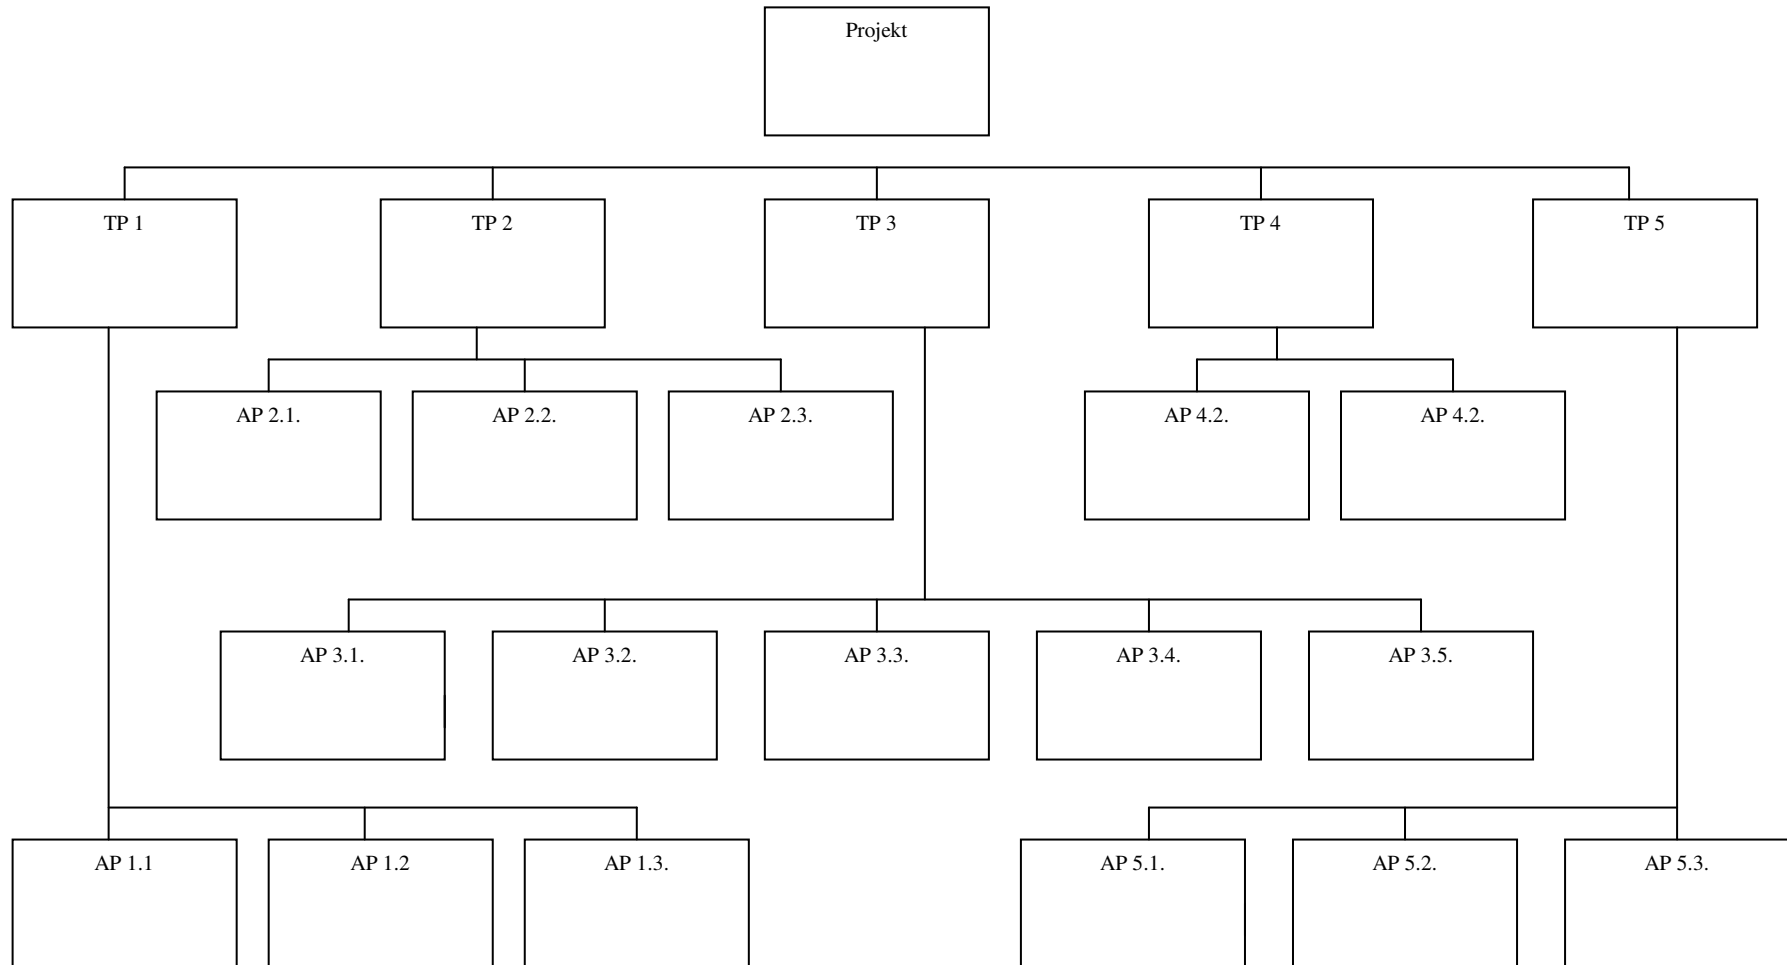 Projekt
TP 1
TP 2
TP 3
TP 4
TP 5
AP 2.1.
AP 2.2.
AP 2.3.
AP 4.2.
AP 4.2.
AP 3.1.
AP 3.2.
AP 3.3.
AP 3.4.
AP 3.5.
AP 1.1
AP 1.2
AP 1.3.
AP 5.1.
AP 5.2.
AP 5.3.